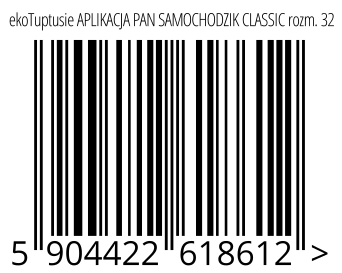 ekoTuptusie APLIKACJA PAN SAMOCHODZIK CLASSIC rozm. 32
5 904422 618612 >